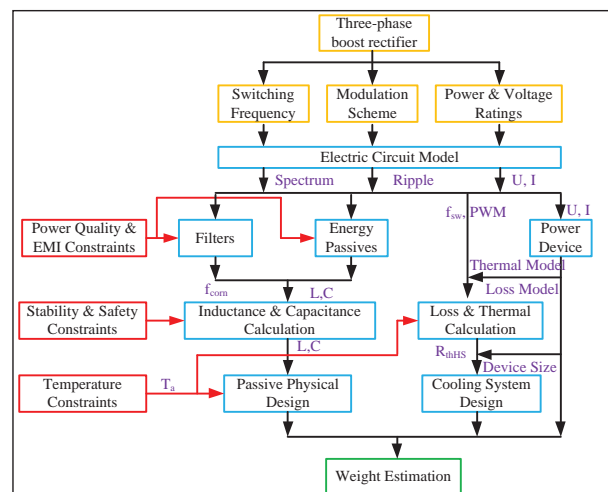 Three-phase
boost rectifier
Switching
Frequency
Modulation
Scheme
Power & Voltage
Ratings
Electric Circuit Model
Spectrum
Ripple
U, I
Power Quality &
EMI Constraints
Filters
Energy
Passives
fsw, PWM
U, I
Power
Device
Thermal Model
Loss Model
fcorn
L,C
Stability & Safety
Constraints
Inductance & Capacitance
Calculation
Loss & Thermal
Calculation
L,C
RthHS
Device Size
Temperature
Constraints
Ta
Passive Physical
Design
Cooling System
Design
Weight Estimation